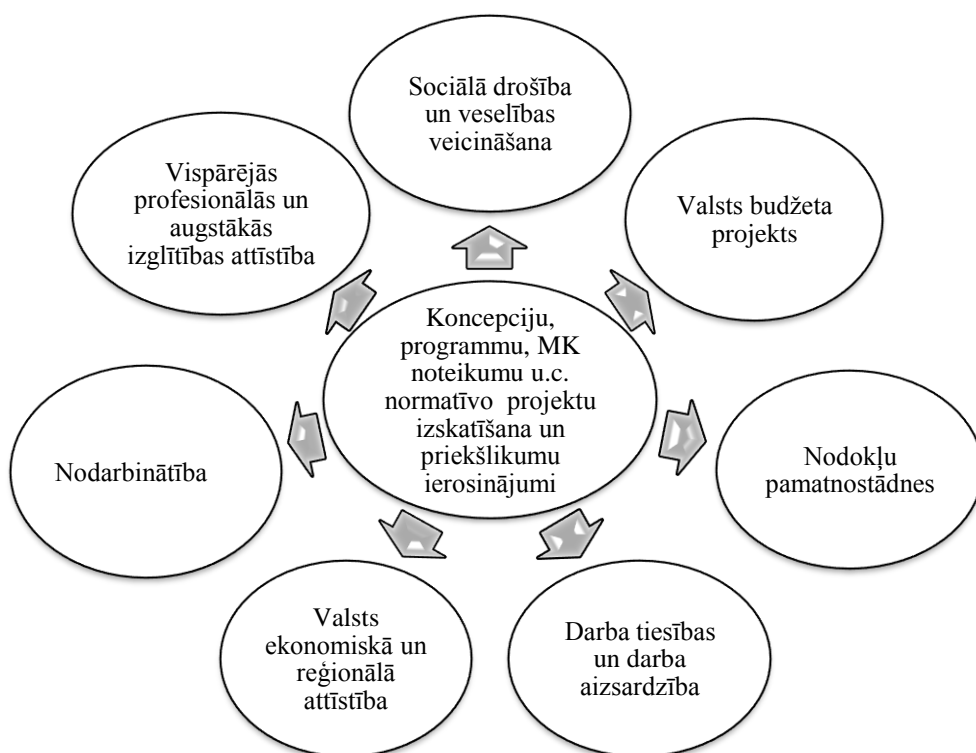 Sociālā drošība
un veselības
veicināšana
Vispārējās
profesionālās un
augstākās
izglītības attīstība
Valsts budžeta
projekts
Koncepciju,
programmu, MK
noteikumu u.c.
normatīvo projektu
izskatīšana un
priekšlikumu
ierosinājumi
Nodarbinātība
Nodokļu
pamatnostādnes
Valsts
ekonomiskā un
reģionālā
attīstība
Darba tiesības
un darba
aizsardzība